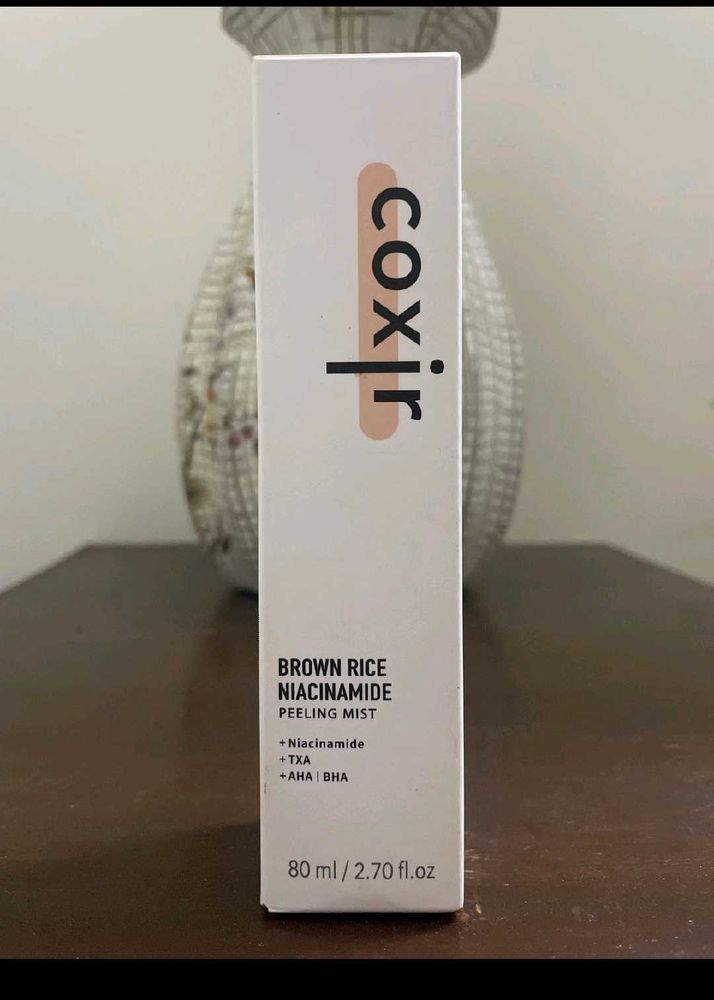 coxir
BROWN RICE
NIACINAMIDE
PEELING MIST
+Niacinamide
+TXA
+AHA | BHA
80 ml / 2.70 fl.oz